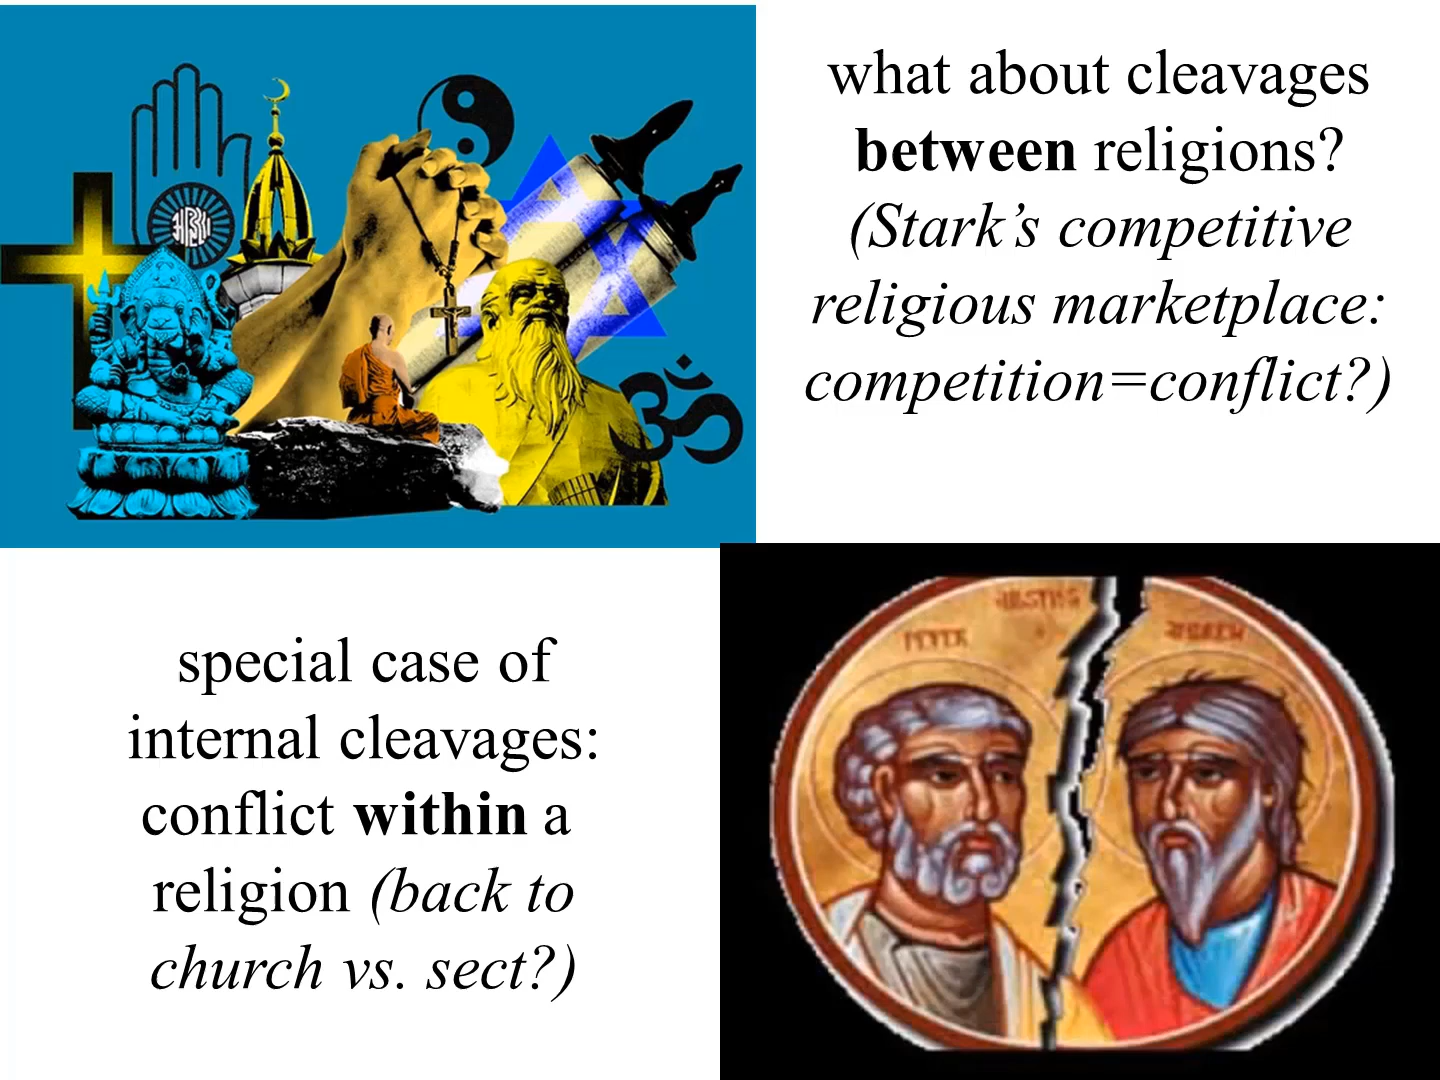 what about cleavages
between religions?
(Stark’s competitive
religious marketplace:
competition=conflict?)
special case of
internal cleavages:
conflict within a
religion (back to
church vs. sect?)